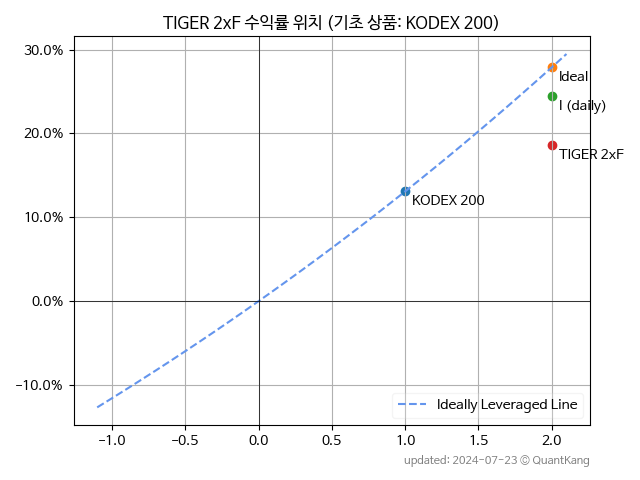 TIGER 2xF 수익률 위치 (기초 상품: KODEX 200)
30.0%
20.0%
10.0%
0.0%
−10.0%
Ideal
I (daily)
TIGER 2xF
KODEX 200
Ideally Leveraged Line
−1.0 −0.5 0.0 0.5 1.0 1.5 2.0
updated: 2024-07-23 © QuantKang